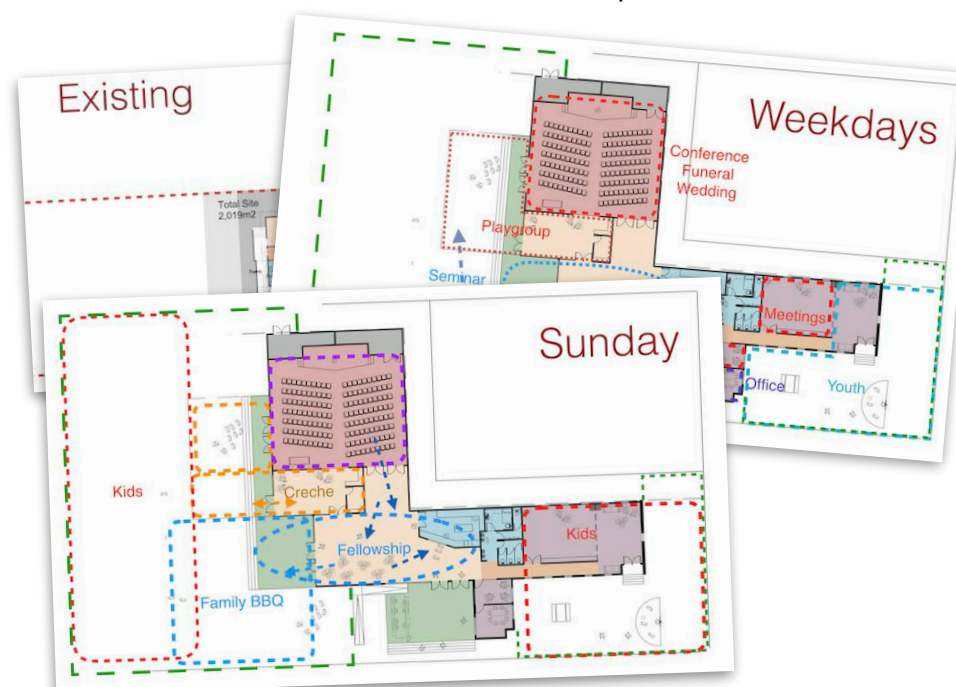 Existing
Total Site
2,019m2
Weekdays
Conference
Funeral
Wedding
Playgroup
Seminar
Meetings
Office
Youth
Sunday
Kids
Creche
Fellowship
Kids
Family BBQ